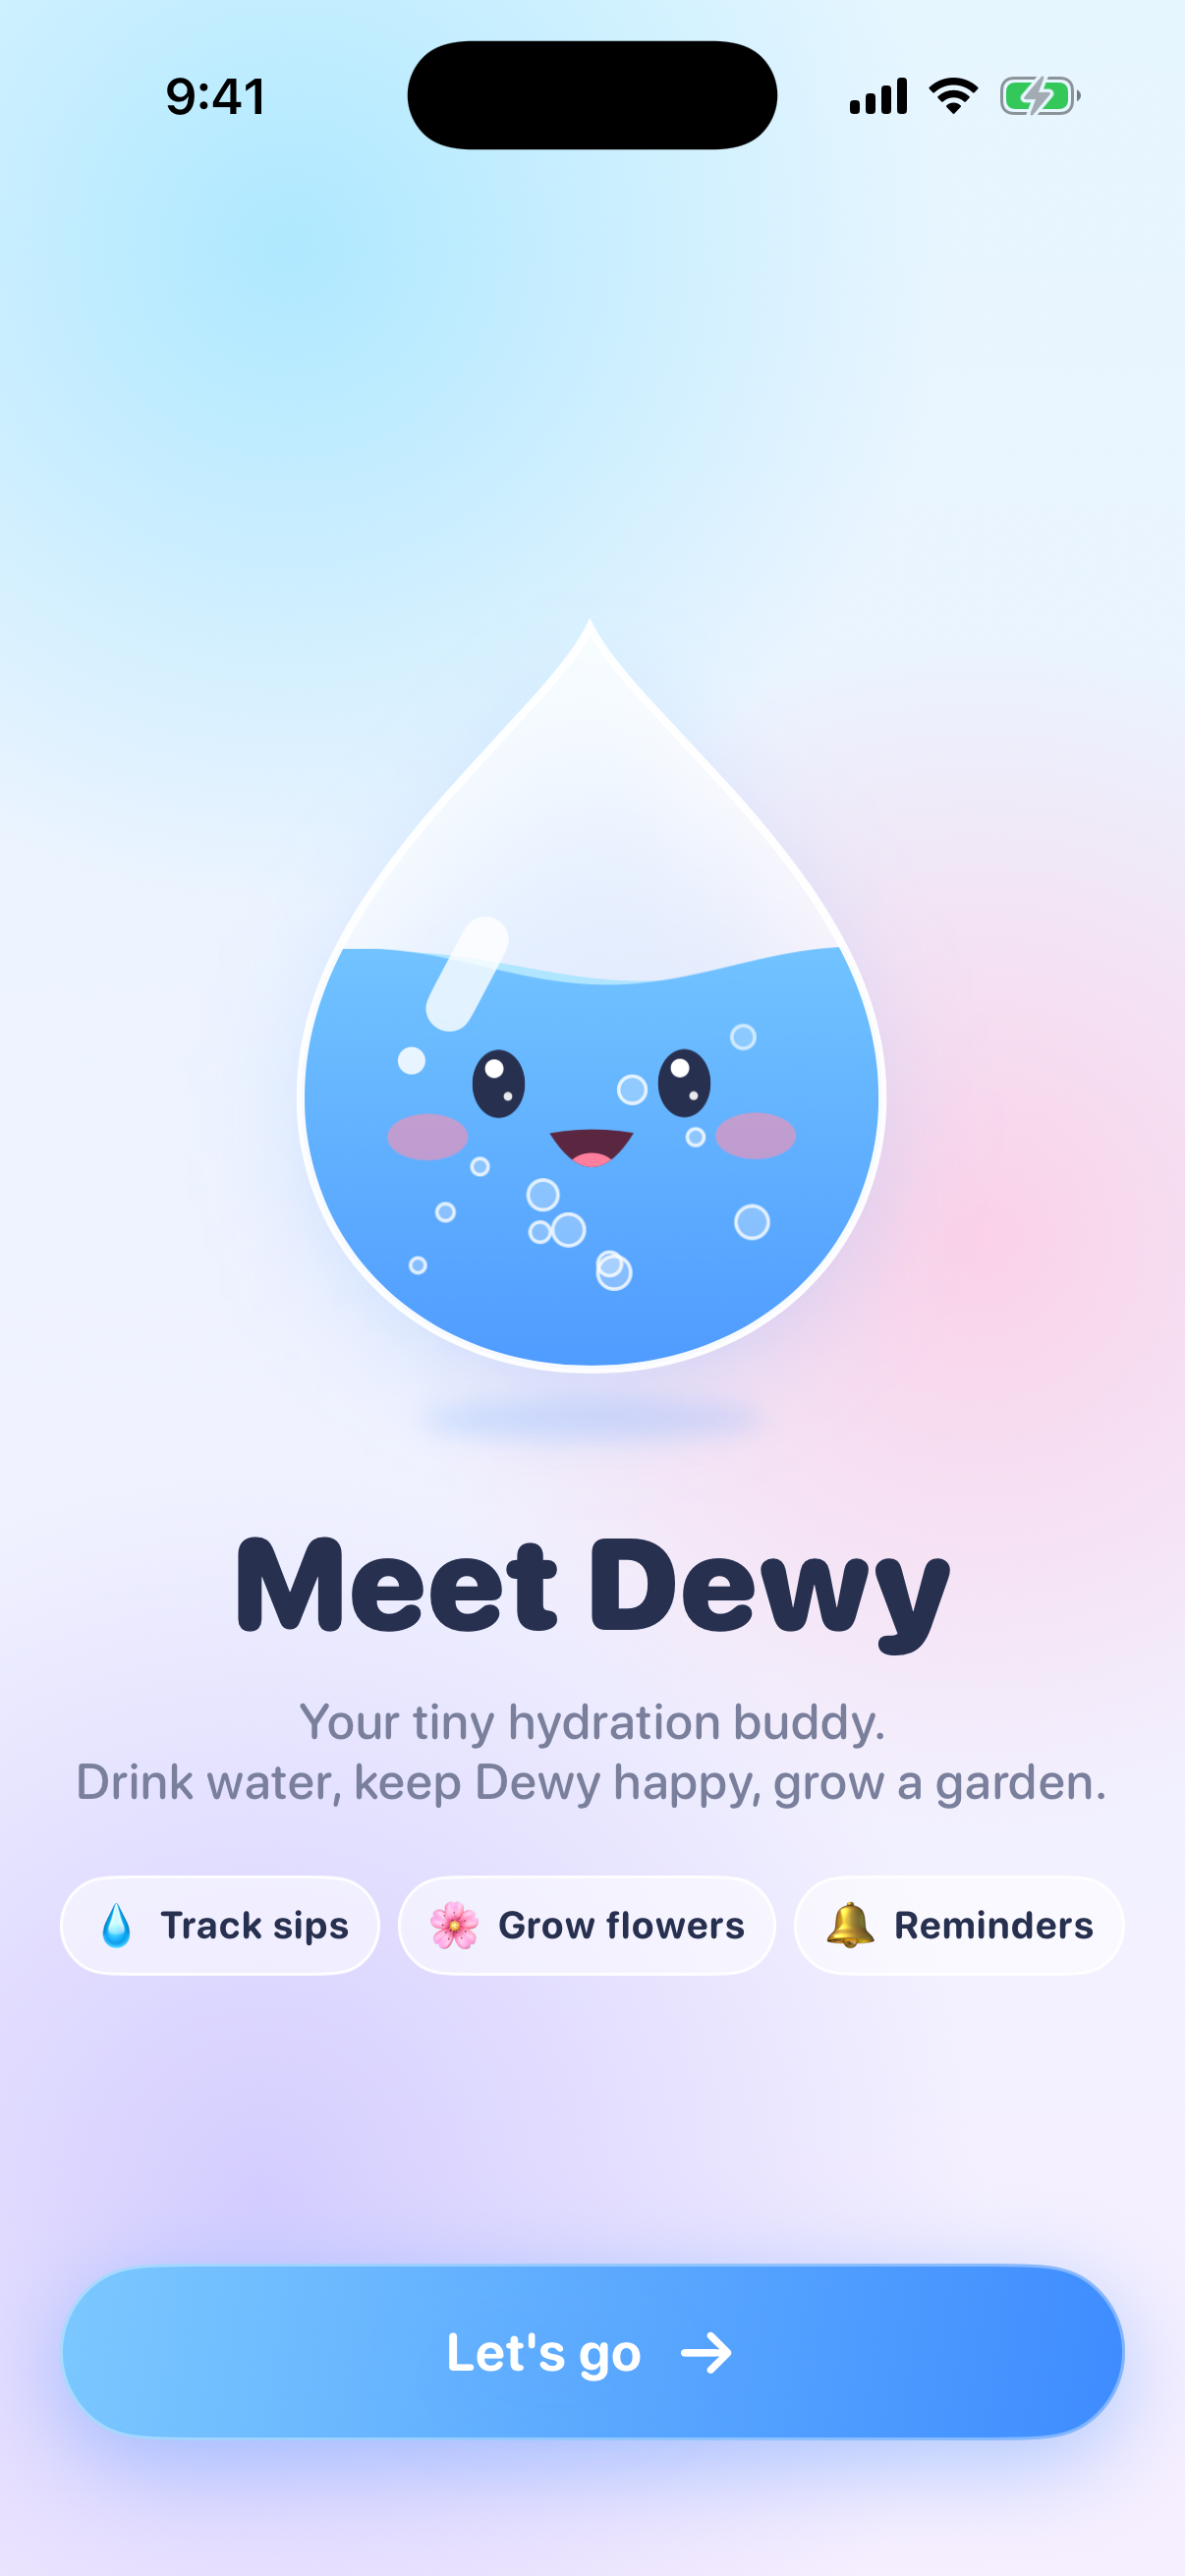 9:41
Meet Dewy
Your tiny hydration buddy.
Drink water, keep Dewy happy, grow a garden.
Track sips
Grow flowers
Reminders
Let's go